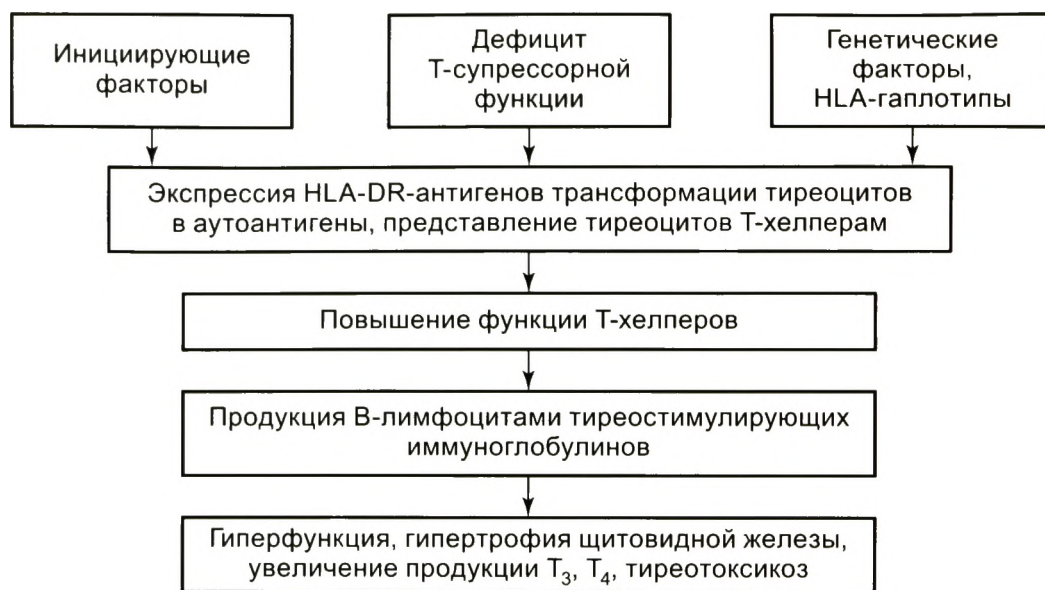 Инициирующие
факторы
Дефицит
Т-супрессорной
функции
Генетические
факторы,
HLA-гаплотипы
Экспрессия HLA-DR-антигенов трансформации тиреоцитов
в аутоантигены, представление тиреоцитов Т-хелперам
Повышение функции Т-хелперов
Продукция В-лимфоцитами тиреостимулирующих
иммуноглобулинов
Гиперфункция, гипертрофия щитовидной железы,
увеличение продукции Т₃, Т₄, тиреотоксикоз